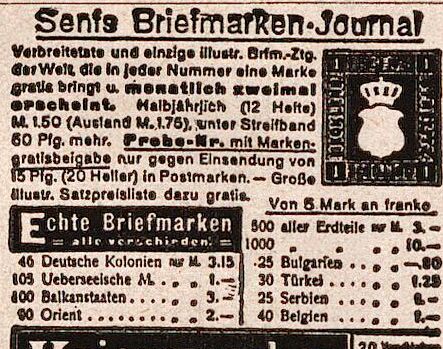 Senfs Briefmarken-Journal
Verbreitetste und einzige illustr. Brfm.-Ztg.
der Welt, die in jeder Nummer eine Marke
gratis bringt u. monatlich zweimal
erscheint. Halbjährlich (12 Hefte)
M. 1.50 (Ausland M. 1.75), unter Streifband
60 Pfg. mehr. Probe-Nr. mit Marken-
gratisbeigabe nur gegen Einsendung von
15 Pfg. (20 Heller) in Postmarken. — Große
illustr. Satzpreisliste dazu gratis.
Von 5 Mark an franko
Echte Briefmarken
alle verschieden.
46 Deutsche Kolonien nur M. 3.15
105 Ueberseeische M. . „ 1.—
100 Balkanstaaten . . . „ 3.—
90 Orient . . . . . „ 2.—
500 aller Erdteile nur M. 3.—
1000 „ „ „ „ 10.—
25 Bulgarien . . „ „ —.80
30 Türkei . . . „ „ 1.25
25 Serbien . . . „ „ 1.—
40 Belgien . . . „ „ 1.—